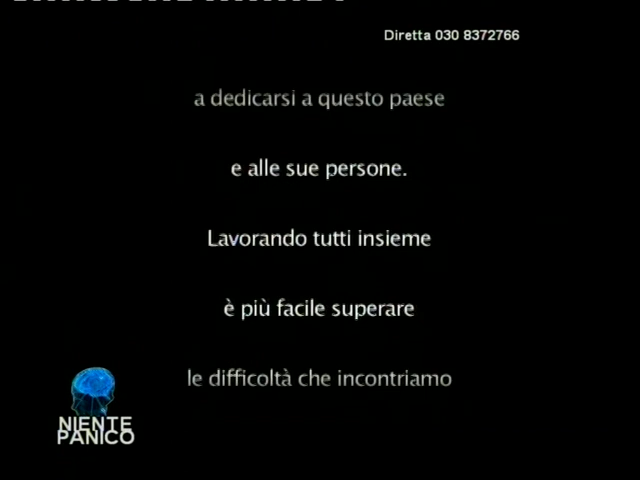 Diretta 030 8372766
a dedicarsi a questo paese
e alle sue persone.
Lavorando tutti insieme
è più facile superare
le difficoltà che incontriamo
NIENTE
PANICO